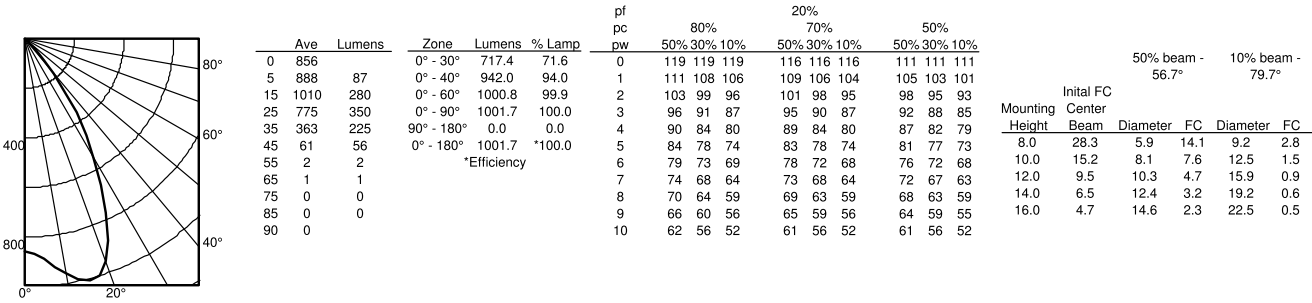 400
800
0°
20°
40°
60°
80°
Ave Lumens
0 856
5 888 87
15 1010 280
25 775 350
35 363 225
45 61 56
55 2 2
65 1 1
75 0 0
85 0 0
90 0
Zone Lumens % Lamp
0° - 30° 717.4 71.6
0° - 40° 942.0 94.0
0° - 60° 1000.8 99.9
0° - 90° 1001.7 100.0
90° - 180° 0.0 0.0
0° - 180° 1001.7 *100.0
*Efficiency
pf 20%
pc 80% 70% 50%
pw 50% 30% 10% 50% 30% 10% 50% 30% 10%
0 119 119 119 116 116 116 111 111 111
1 111 108 106 109 106 104 105 103 101
2 103 99 96 101 98 95 98 95 93
3 96 91 87 95 90 87 92 88 85
4 90 84 80 89 84 80 87 82 79
5 84 78 74 83 78 74 81 77 73
6 79 73 69 78 72 68 76 72 68
7 74 68 64 73 68 64 72 67 63
8 70 64 59 69 63 59 68 63 59
9 66 60 56 65 59 56 64 59 55
10 62 56 52 61 56 52 61 56 52
50% beam - 10% beam -
56.7° 79.7°
Inital FC
Mounting Center
Height Beam Diameter FC Diameter FC
8.0 28.3 5.9 14.1 9.2 2.8
10.0 15.2 8.1 7.6 12.5 1.5
12.0 9.5 10.3 4.7 15.9 0.9
14.0 6.5 12.4 3.2 19.2 0.6
16.0 4.7 14.6 2.3 22.5 0.5